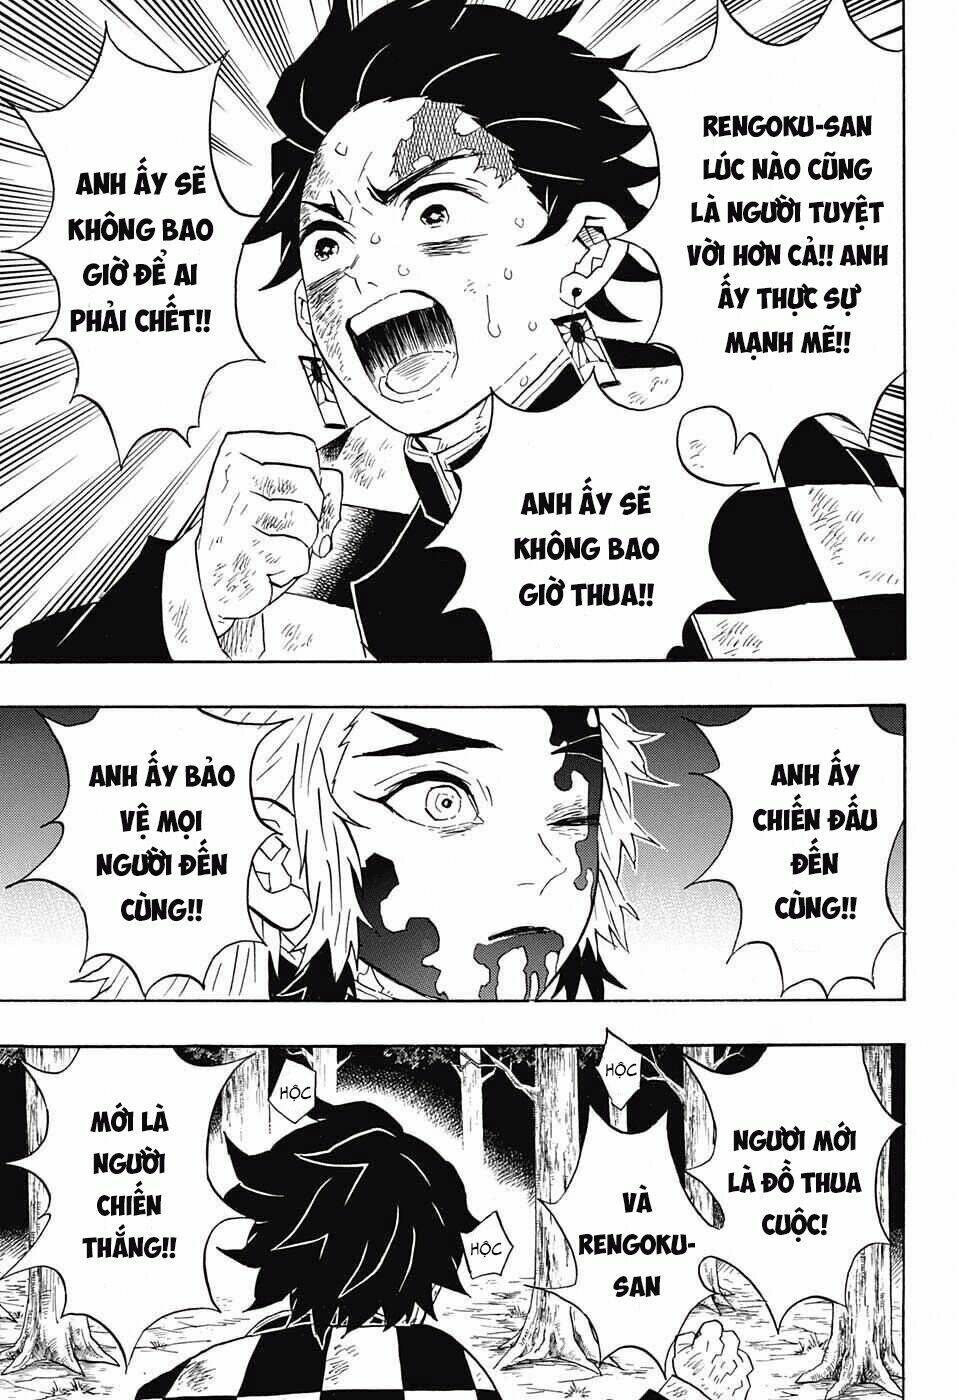 RENGOKU-SAN
LÚC NÀO CŨNG
LÀ NGƯỜI TUYỆT
VỜI HƠN CẢ!! ANH
ẤY THỰC SỰ
MẠNH MẼ!!
ANH ẤY SẼ
KHÔNG BAO
GIỜ ĐỂ AI
PHẢI CHẾT!!
ANH ẤY SẼ
KHÔNG BAO
GIỜ THUA!!
ANH ẤY
CHIẾN ĐẤU
ĐẾN
CÙNG!!
ANH ẤY BẢO
VỆ MỌI
NGƯỜI ĐẾN
CÙNG!!
NGƯƠI MỚI
LÀ ĐỒ THUA
CUỘC!
HỘC
VÀ
RENGOKU-
SAN
HỘC
HỘC
MỚI LÀ
NGƯỜI
CHIẾN
THẮNG!!